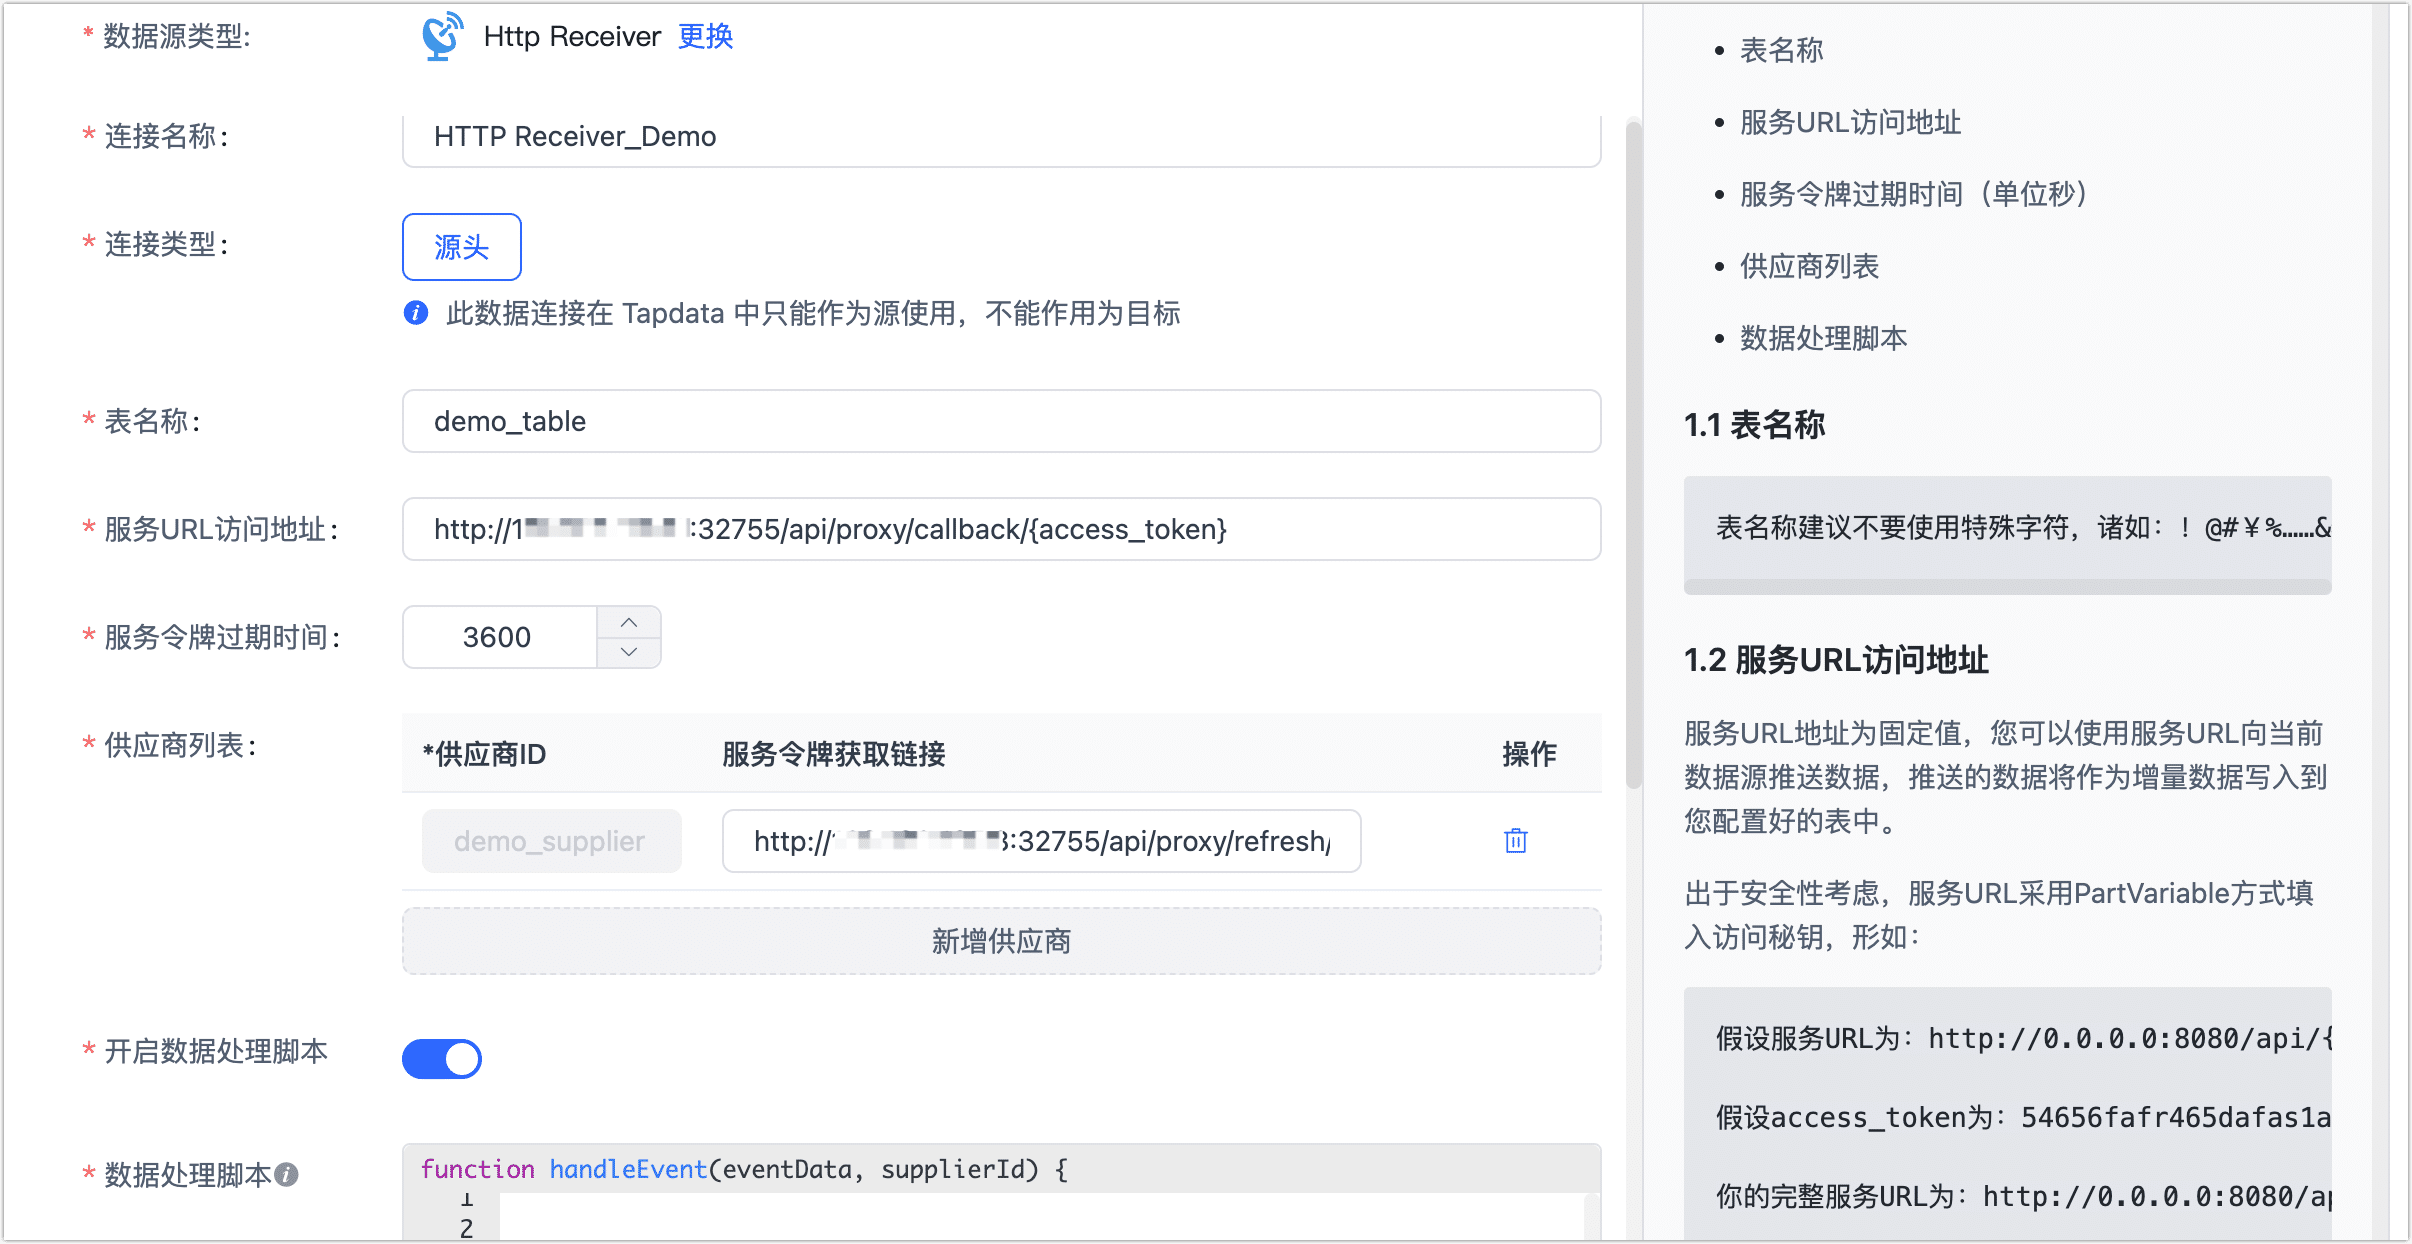 * 数据源类型:
Http Receiver 更换
* 连接名称:
HTTP Receiver_Demo
* 连接类型:
源头
此数据连接在 Tapdata 中只能作为源使用，不能作用为目标
* 表名称:
demo_table
* 服务URL访问地址:
http://1 :32755/api/proxy/callback/{access_token}
* 服务令牌过期时间:
3600
* 供应商列表:
*供应商ID 服务令牌获取链接 操作
demo_supplier http:// :32755/api/proxy/refresh/
新增供应商
* 开启数据处理脚本
* 数据处理脚本
function handleEvent(eventData, supplierId) {
1
2
• 表名称
• 服务URL访问地址
• 服务令牌过期时间（单位秒）
• 供应商列表
• 数据处理脚本
1.1 表名称
表名称建议不要使用特殊字符，诸如：！@#￥%……&
1.2 服务URL访问地址
服务URL地址为固定值，您可以使用服务URL向当前
数据源推送数据，推送的数据将作为增量数据写入到
您配置好的表中。
出于安全性考虑，服务URL采用PartVariable方式填
入访问秘钥，形如：
假设服务URL为：http://0.0.0.0:8080/api/{
假设access_token为：54656fafr465dafas1a
你的完整服务URL为：http://0.0.0.0:8080/ap